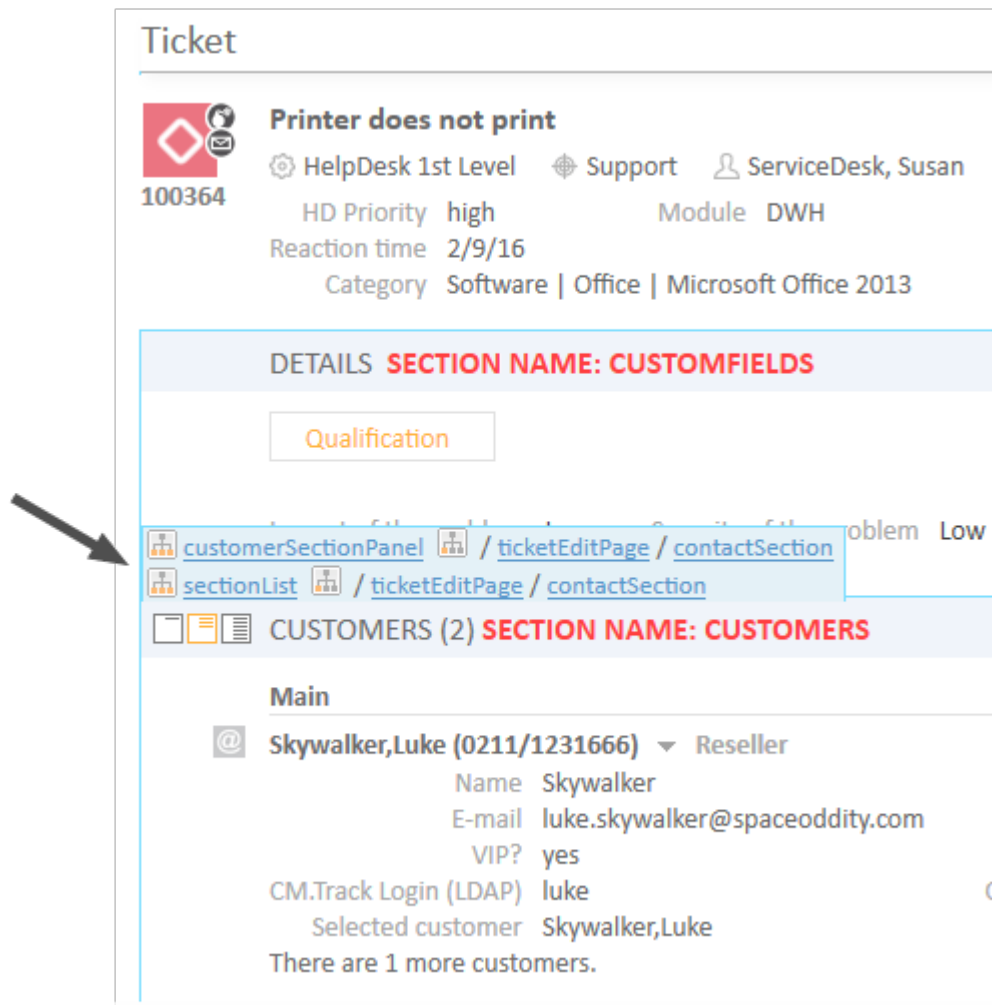 Ticket
Printer does not print
HelpDesk 1st Level Support ServiceDesk, Susan
100364
HD Priority high Module DWH
Reaction time 2/9/16
Category Software | Office | Microsoft Office 2013
DETAILS SECTION NAME: CUSTOMFIELDS
Qualification
problem Low
customerSectionPanel / ticketEditPage / contactSection
sectionList / ticketEditPage / contactSection
CUSTOMERS (2) SECTION NAME: CUSTOMERS
Main
@ Skywalker,Luke (0211/1231666) Reseller
Name Skywalker
E-mail luke.skywalker@spaceoddity.com
VIP? yes
CM.Track Login (LDAP) luke
Selected customer Skywalker,Luke
There are 1 more customers.